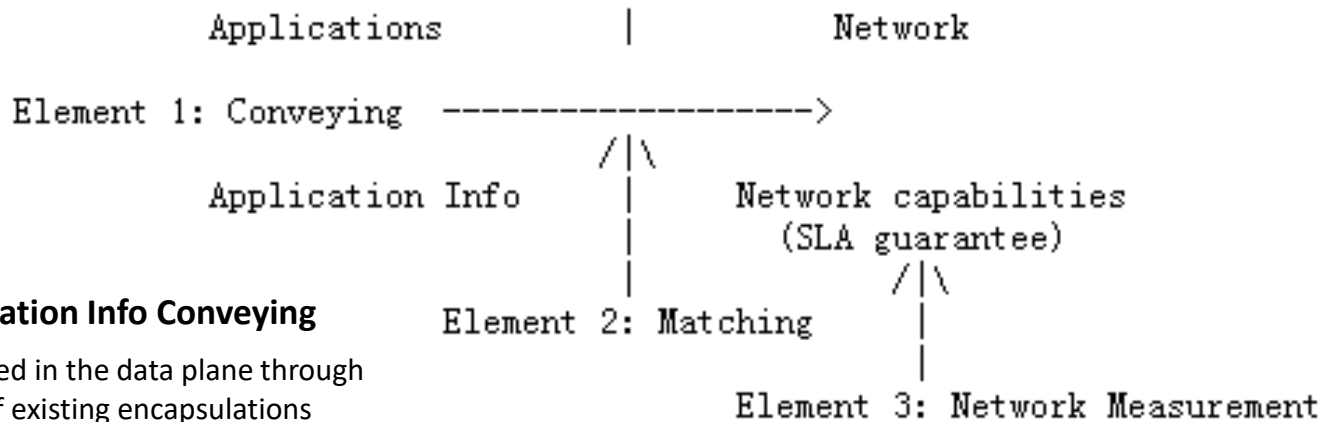 Applications | Network
Element 1: Conveying ------------------->
/|\
Application Info | Network capabilities
| (SLA guarantee)
| /|\
ation Info Conveying Element 2: Matching |
ed in the data plane through |
f existing encapsulations Element 3: Network Measurement